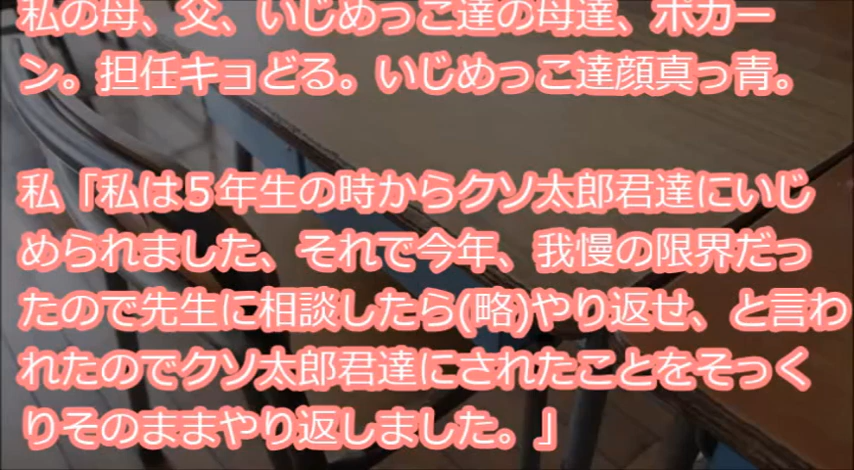 私の母、父、いじめっこ達の母達、ポカー
ン。担任キョどる。いじめっこ達顔真っ青。
私「私は５年生の時からクソ太郎君達にいじ
められました、それで今年、我慢の限界だっ
たので先生に相談したら(略)やり返せ、と言わ
れたのでクソ太郎君達にされたことをそっく
りそのままやり返しました。」